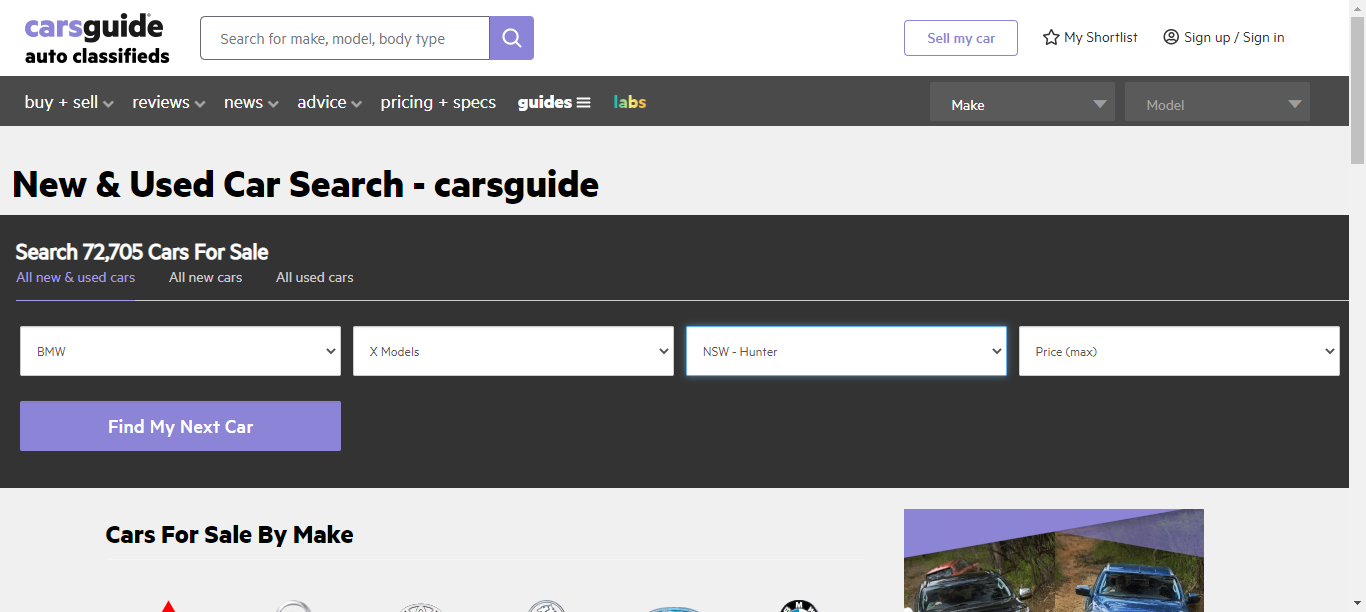 carsguide
auto classifieds
Search for make, model, body type
Sell my car
My Shortlist
Sign up / Sign in
buy + sell
reviews
news
advice
pricing + specs
guides
labs
Make
Model
New & Used Car Search - carsguide
Search 72,705 Cars For Sale
All new & used cars
All new cars
All used cars
BMW
X Models
NSW - Hunter
Price (max)
Find My Next Car
Cars For Sale By Make